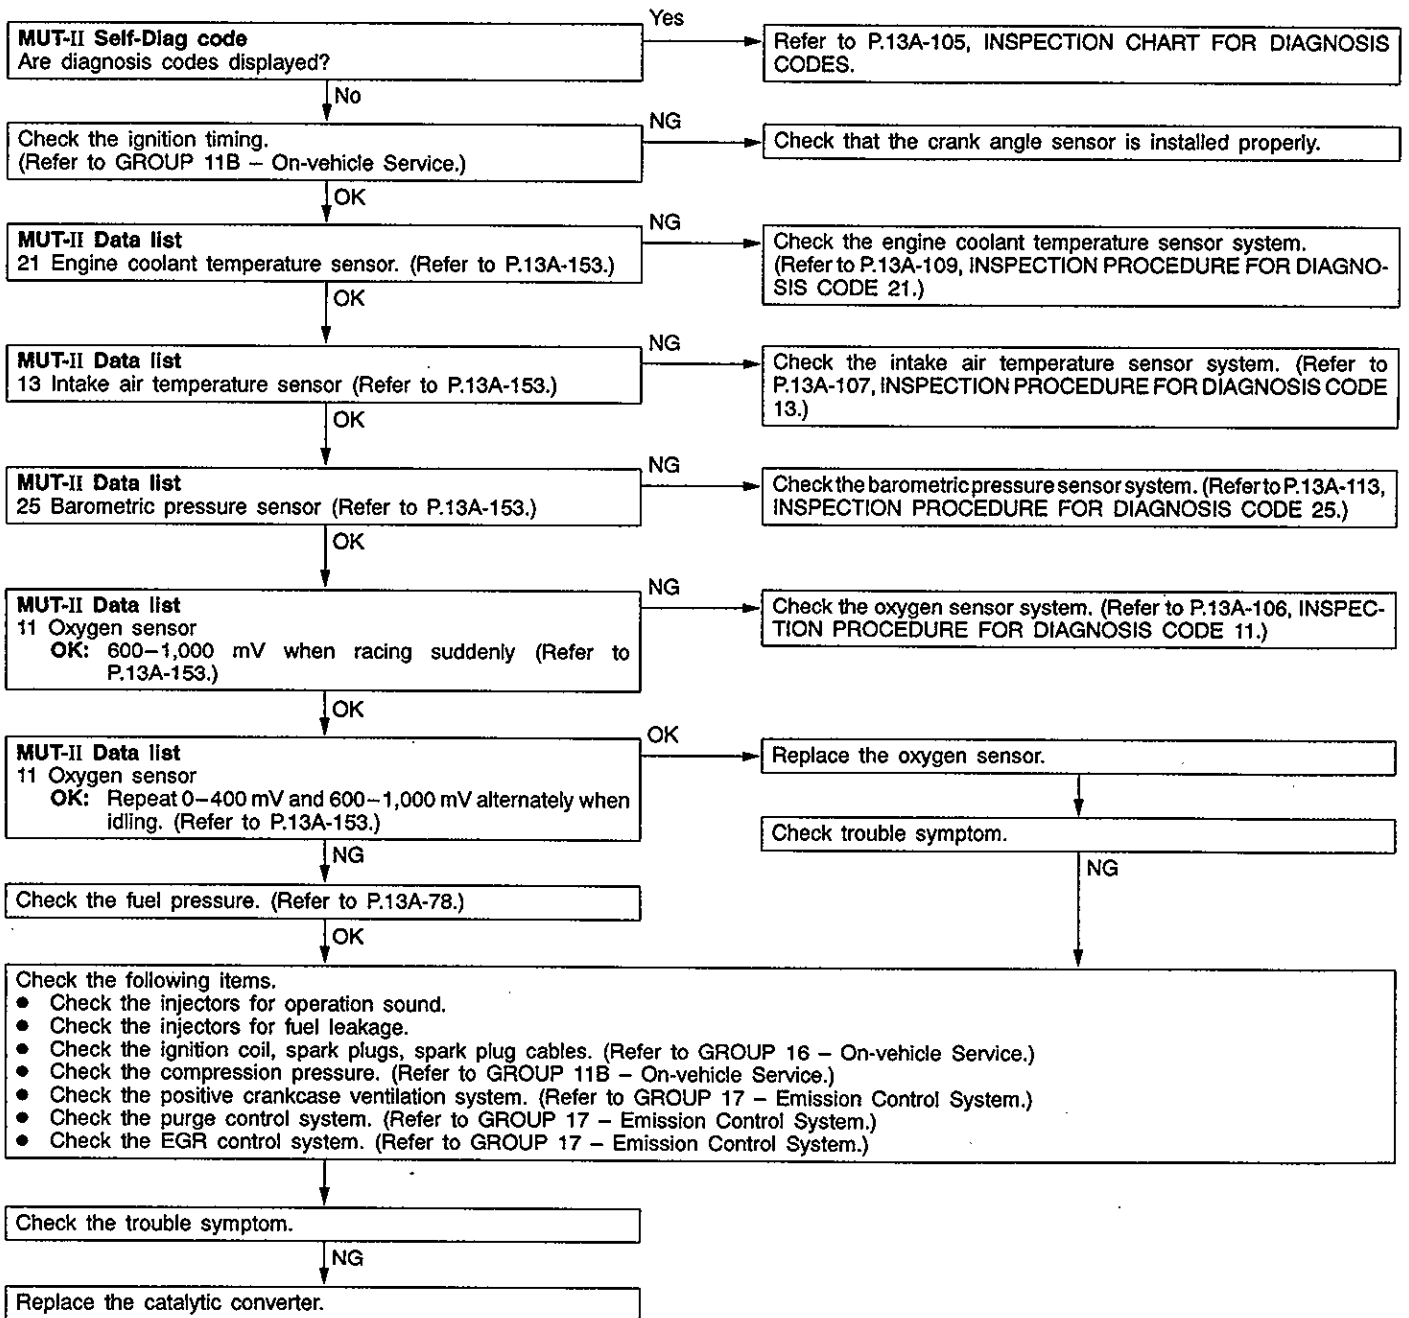 MUT-II Self-Diag code
Are diagnosis codes displayed?
Yes
Refer to P.13A-105, INSPECTION CHART FOR DIAGNOSIS
CODES.
No
Check the ignition timing.
(Refer to GROUP 11B – On-vehicle Service.)
NG
Check that the crank angle sensor is installed properly.
OK
MUT-II Data list
21 Engine coolant temperature sensor. (Refer to P.13A-153.)
NG
Check the engine coolant temperature sensor system.
(Refer to P.13A-109, INSPECTION PROCEDURE FOR DIAGNO-
SIS CODE 21.)
OK
MUT-II Data list
13 Intake air temperature sensor (Refer to P.13A-153.)
NG
Check the intake air temperature sensor system. (Refer to
P.13A-107, INSPECTION PROCEDURE FOR DIAGNOSIS CODE
13.)
OK
MUT-II Data list
25 Barometric pressure sensor (Refer to P.13A-153.)
NG
Check the barometric pressure sensor system. (Refer to P.13A-113,
INSPECTION PROCEDURE FOR DIAGNOSIS CODE 25.)
OK
MUT-II Data list
11 Oxygen sensor
OK: 600–1,000 mV when racing suddenly (Refer to
P.13A-153.)
NG
Check the oxygen sensor system. (Refer to P.13A-106, INSPEC-
TION PROCEDURE FOR DIAGNOSIS CODE 11.)
OK
MUT-II Data list
11 Oxygen sensor
OK: Repeat 0–400 mV and 600–1,000 mV alternately when
idling. (Refer to P.13A-153.)
OK
Replace the oxygen sensor.
Check trouble symptom.
NG
NG
Check the fuel pressure. (Refer to P.13A-78.)
OK
Check the following items.
● Check the injectors for operation sound.
● Check the injectors for fuel leakage.
● Check the ignition coil, spark plugs, spark plug cables. (Refer to GROUP 16 – On-vehicle Service.)
● Check the compression pressure. (Refer to GROUP 11B – On-vehicle Service.)
● Check the positive crankcase ventilation system. (Refer to GROUP 17 – Emission Control System.)
● Check the purge control system. (Refer to GROUP 17 – Emission Control System.)
● Check the EGR control system. (Refer to GROUP 17 – Emission Control System.)
Check the trouble symptom.
NG
Replace the catalytic converter.